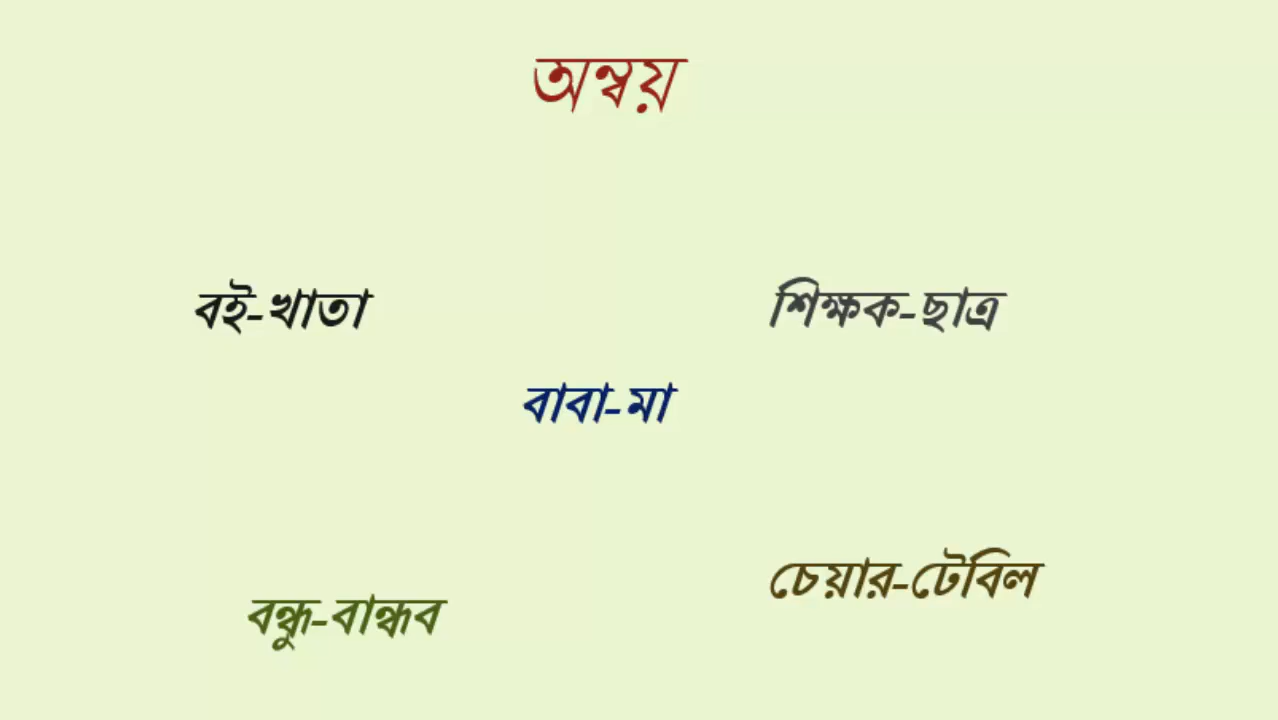 অন্বয়
বই-খাতা
শিক্ষক-ছাত্র
বাবা-মা
চেয়ার-টেবিল
বন্ধু-বান্ধব